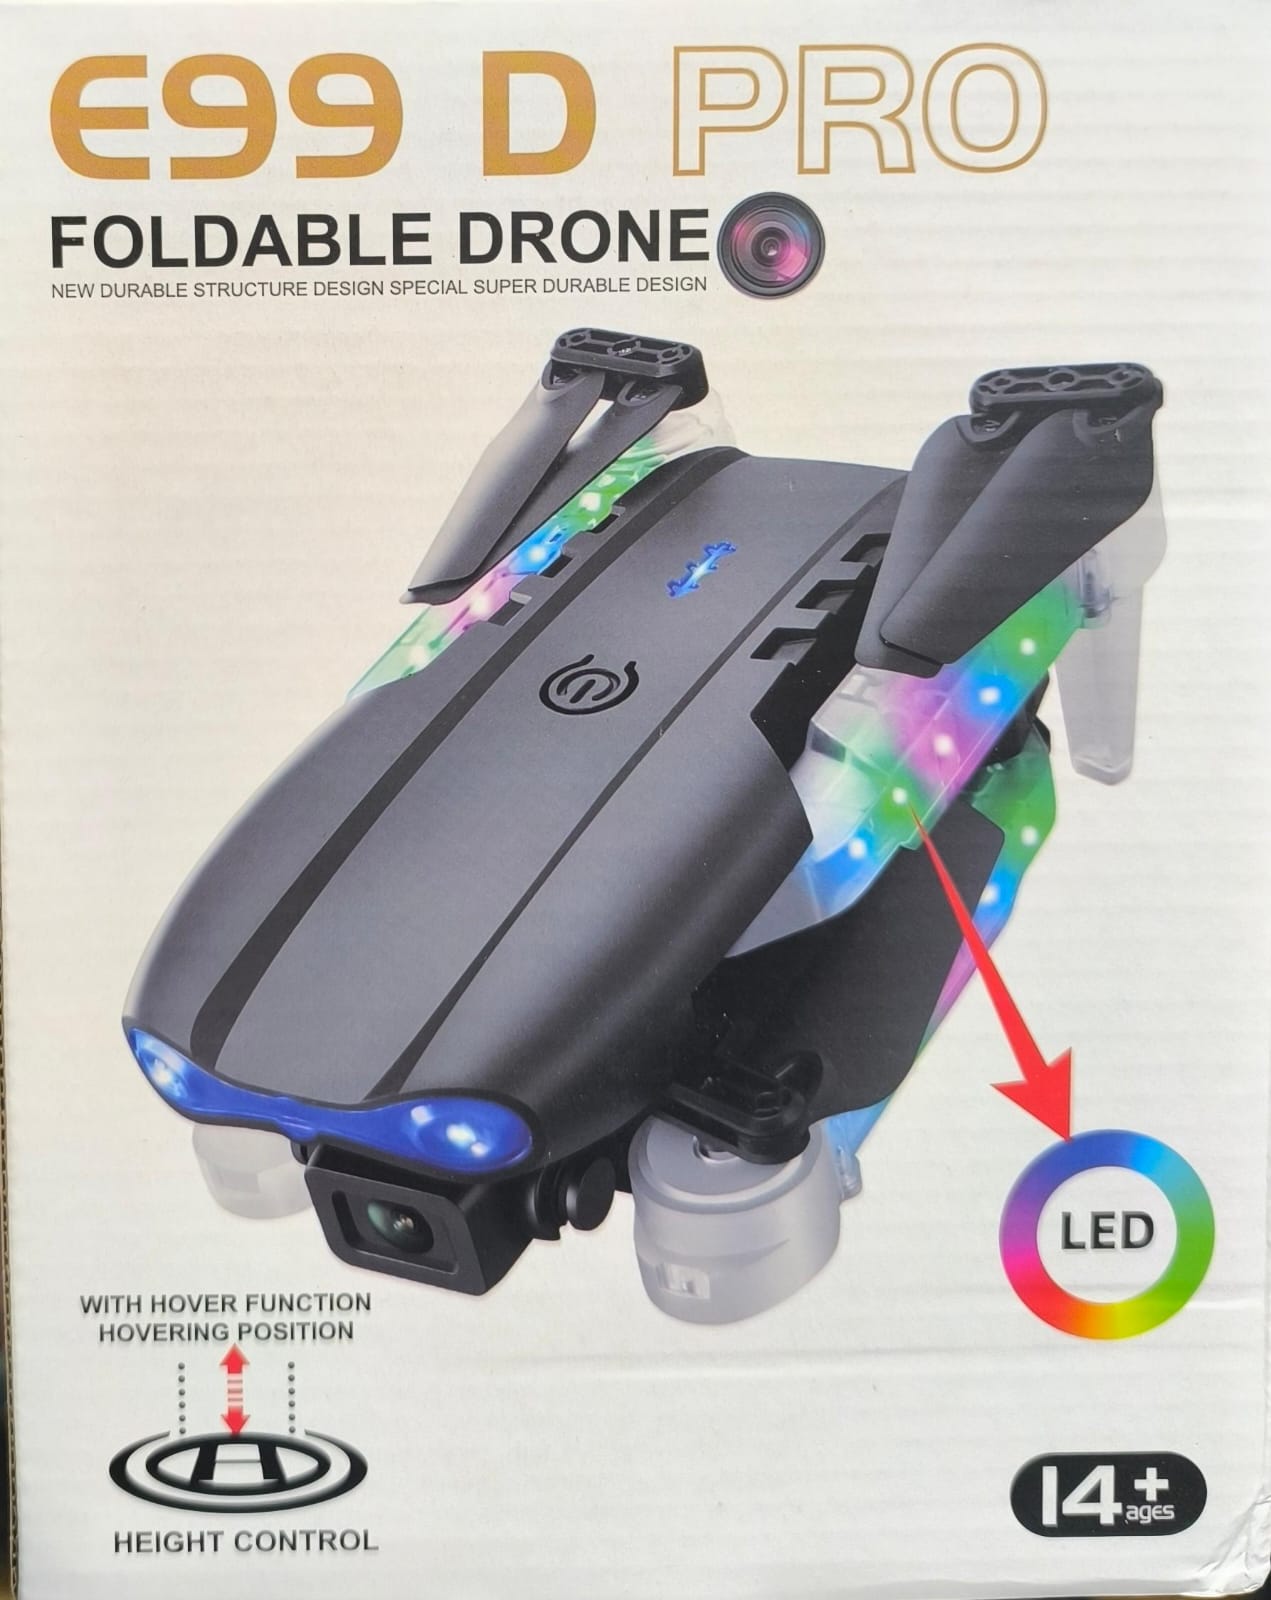 E99 D PRO
FOLDABLE DRONE
NEW DURABLE STRUCTURE DESIGN SPECIAL SUPER DURABLE DESIGN
LED
WITH HOVER FUNCTION
HOVERING POSITION
H
HEIGHT CONTROL
14+
ages